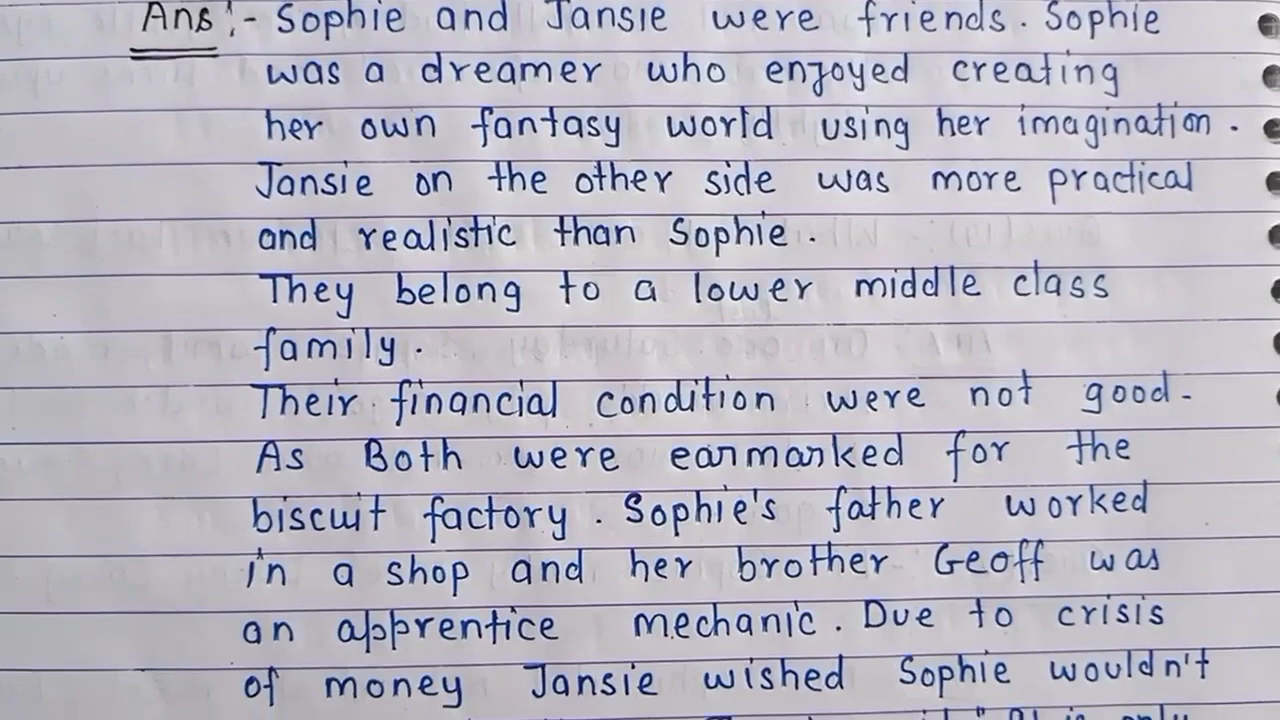 Ans :- Sophie and Jansie were friends. Sophie
was a dreamer who enjoyed creating
her own fantasy world using her imagination.
Jansie on the other side was more practical
and realistic than Sophie.
They belong to a lower middle class
family.
Their financial condition were not good.
As Both were earmarked for the
biscuit factory. Sophie's father worked
in a shop and her brother Geoff was
an apprentice mechanic. Due to crisis
of money Jansie wished Sophie wouldn't